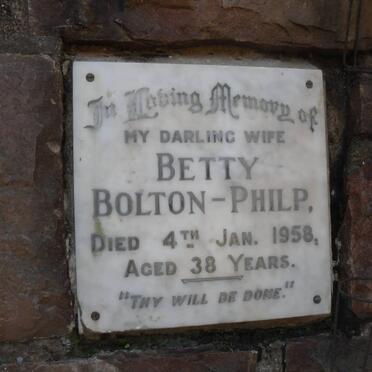 In Loving Memory of
MY DARLING WIFE
BETTY
BOLTON-PHILP,
DIED 4TH JAN. 1958,
AGED 38 YEARS.
"THY WILL BE DONE."